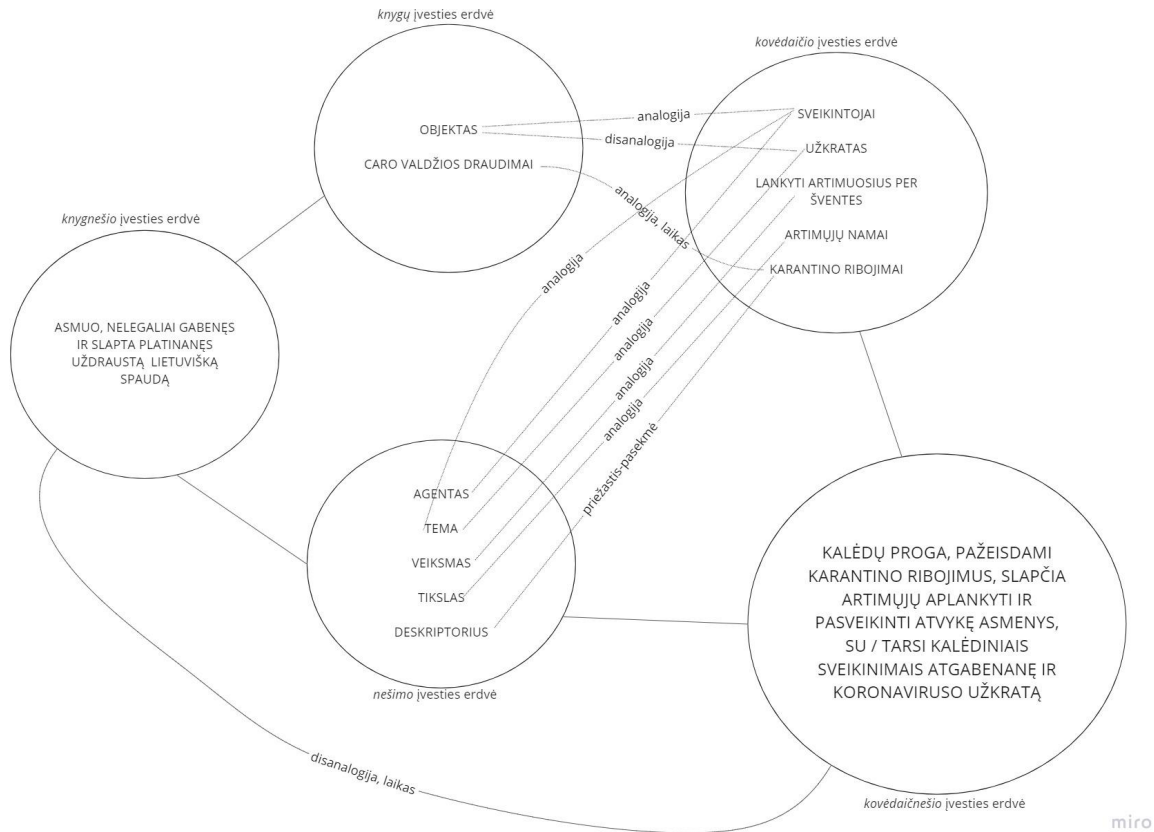 knygų įvesties erdvė
OBJEKTAS
CARO VALDŽIOS DRAUDIMAI
kovėdaičio įvesties erdvė
SVEIKINTOJAI
UŽKRATAS
LANKYTI ARTIMUOSIUS PER
ŠVENTES
ARTIMŲJŲ NAMAI
KARANTINO RIBOJIMAI
analogija
disanalogija
analogija, laikas
analogija
analogija
analogija
analogija
analogija
priežastis-pasekmė
knygnešio įvesties erdvė
ASMUO, NELEGALIAI GABENĘS
IR SLAPTA PLATINANĘS
UŽDRAUSTĄ LIETUVIŠKĄ
SPAUDĄ
AGENTAS
TEMA
VEIKSMAS
TIKSLAS
DESKRIPTORIUS
nešimo įvesties erdvė
KALĖDŲ PROGA, PAŽEISDAMI
KARANTINO RIBOJIMUS, SLAPČIA
ARTIMŲJŲ APLANKYTI IR
PASVEIKINTI ATVYKĘ ASMENYS,
SU / TARSI KALĖDINIAIS
SVEIKINIMAIS ATGABENANĘ IR
KORONAVIRUSO UŽKRATĄ
kovėdaičnešio įvesties erdvė
disanalogija, laikas
miro